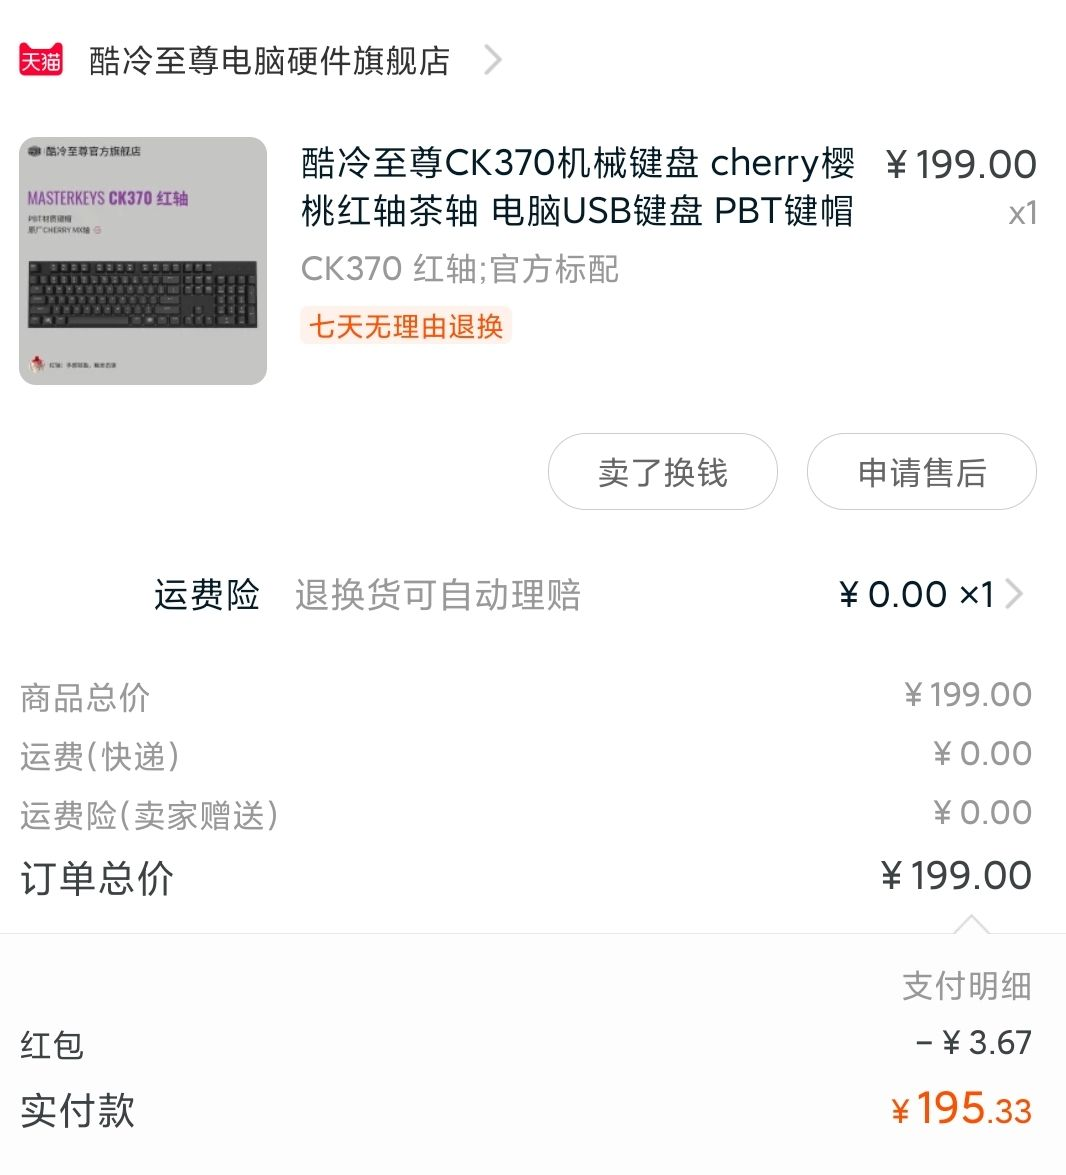 天猫 酷冷至尊电脑硬件旗舰店
酷冷至尊官方旗舰店
MASTERKEYS CK370 红轴
PBT材质键帽
原厂CHERRY MX轴
酷冷至尊CK370机械键盘 cherry樱 ¥199.00
桃红轴茶轴 电脑USB键盘 PBT键帽 x1
CK370 红轴;官方标配
七天无理由退换
卖了换钱 申请售后
运费险 退换货可自动理赔 ¥0.00 ×1
商品总价 ¥199.00
运费(快递) ¥0.00
运费险(卖家赠送) ¥0.00
订单总价 ¥199.00
支付明细
红包 -¥3.67
实付款 ¥195.33